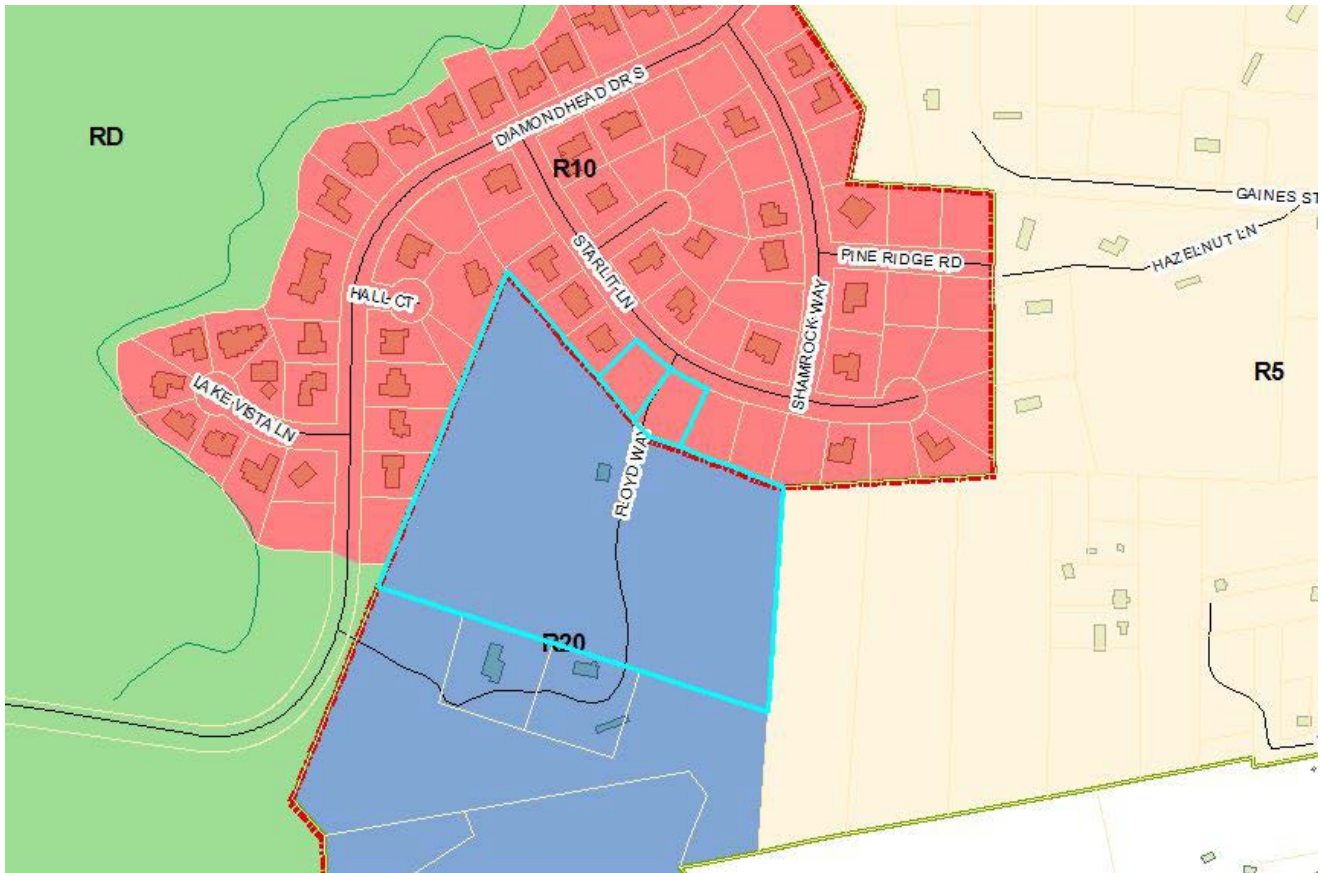 RD
DIAMONDHEAD DR S
R10
GAINES ST
STARLIT LN
PINE RIDGE RD
HAZELNUT LN
HALL CT
SHAMROCK WAY
R5
LAKE VISTA LN
FLOYD WAY
R20